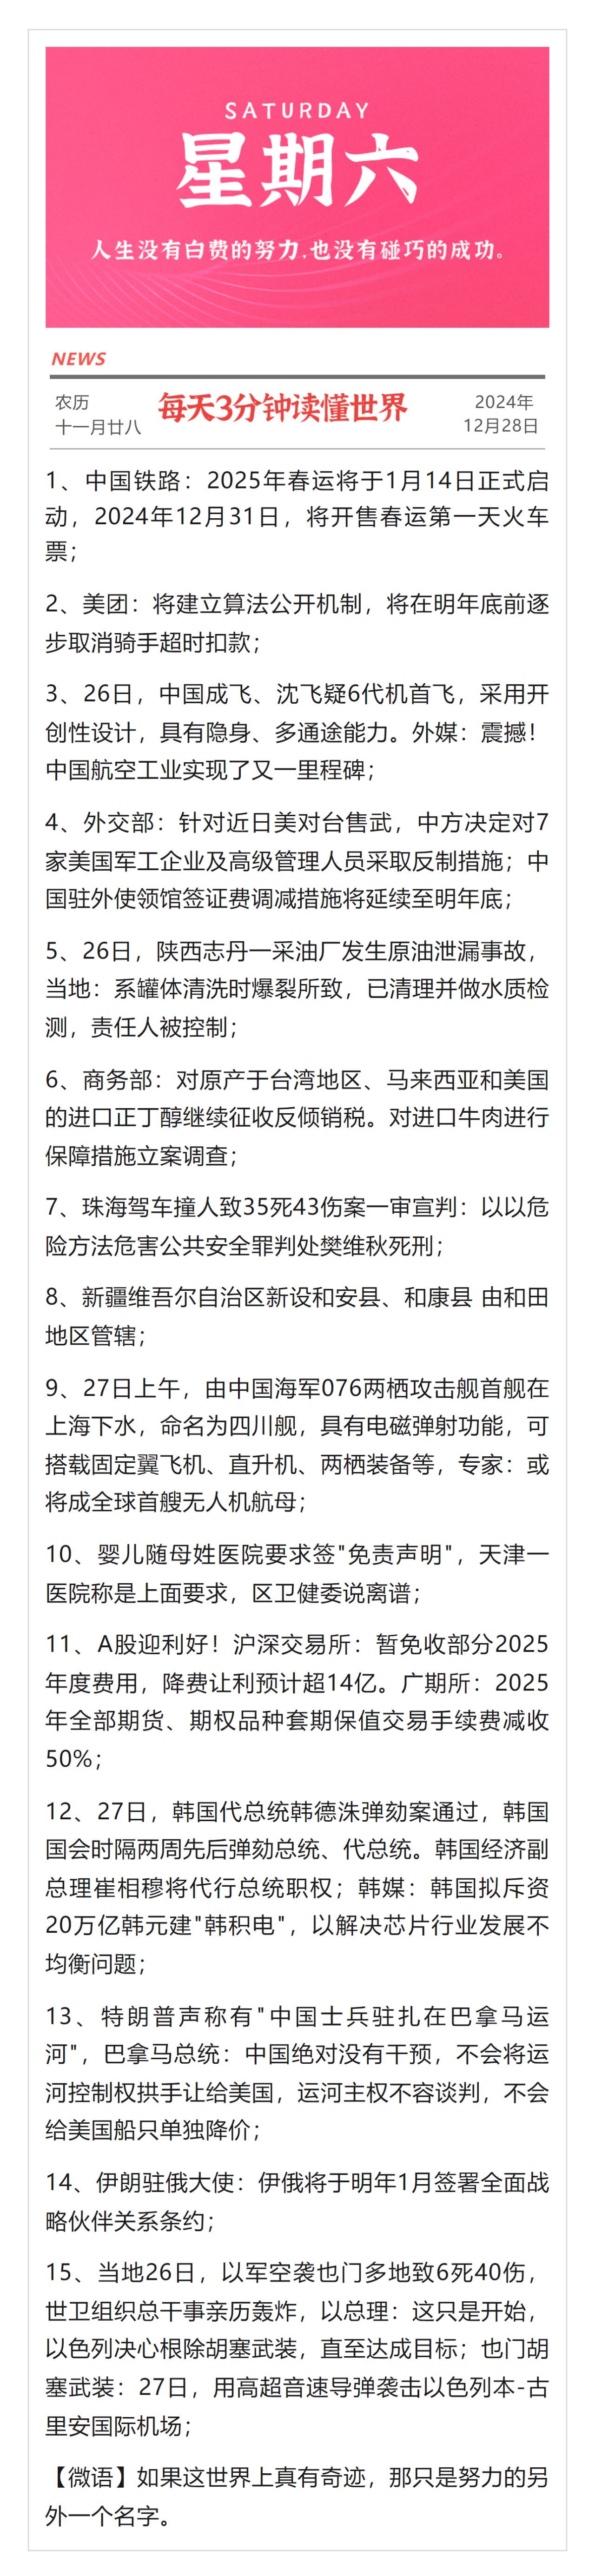 SATURDAY
星期六
人生没有白费的努力,也没有碰巧的成功。
NEWS
农历
十一月廿八
每天3分钟读懂世界
2024年
12月28日
1、中国铁路：2025年春运将于1月14日正式启
动，2024年12月31日，将开售春运第一天火车
票；
2、美团：将建立算法公开机制，将在明年底前逐
步取消骑手超时扣款；
3、26日，中国成飞、沈飞疑6代机首飞，采用开
创性设计，具有隐身、多通途能力。外媒：震撼！
中国航空工业实现了又一里程碑；
4、外交部：针对近日美对台售武，中方决定对7
家美国军工企业及高级管理人员采取反制措施；中
国驻外使领馆签证费调减措施将延续至明年底；
5、26日，陕西志丹一采油厂发生原油泄漏事故，
当地：系罐体清洗时爆裂所致，已清理并做水质检
测，责任人被控制；
6、商务部：对原产于台湾地区、马来西亚和美国
的进口正丁醇继续征收反倾销税。对进口牛肉进行
保障措施立案调查；
7、珠海驾车撞人致35死43伤案一审宣判：以以危
险方法危害公共安全罪判处樊维秋死刑；
8、新疆维吾尔自治区新设和安县、和康县 由和田
地区管辖；
9、27日上午，由中国海军076两栖攻击舰首舰在
上海下水，命名为四川舰，具有电磁弹射功能，可
搭载固定翼飞机、直升机、两栖装备等，专家：或
将成全球首艘无人机航母；
10、婴儿随母姓医院要求签"免责声明"，天津一
医院称是上面要求，区卫健委说离谱；
11、A股迎利好！沪深交易所：暂免收部分2025
年度费用，降费让利预计超14亿。广期所：2025
年全部期货、期权品种套期保值交易手续费减收
50%；
12、27日，韩国代总统韩德洙弹劾案通过，韩国
国会时隔两周先后弹劾总统、代总统。韩国经济副
总理崔相穆将代行总统职权；韩媒：韩国拟斥资
20万亿韩元建"韩积电"，以解决芯片行业发展不
均衡问题；
13、特朗普声称有"中国士兵驻扎在巴拿马运
河"，巴拿马总统：中国绝对没有干预，不会将运
河控制权拱手让给美国，运河主权不容谈判，不会
给美国船只单独降价；
14、伊朗驻俄大使：伊俄将于明年1月签署全面战
略伙伴关系条约；
15、当地26日，以军空袭也门多地致6死40伤，
世卫组织总干事亲历轰炸，以总理：这只是开始，
以色列决心根除胡塞武装，直至达成目标；也门胡
塞武装：27日，用高超音速导弹袭击以色列本-古
里安国际机场；
【微语】如果这世界上真有奇迹，那只是努力的另
外一个名字。